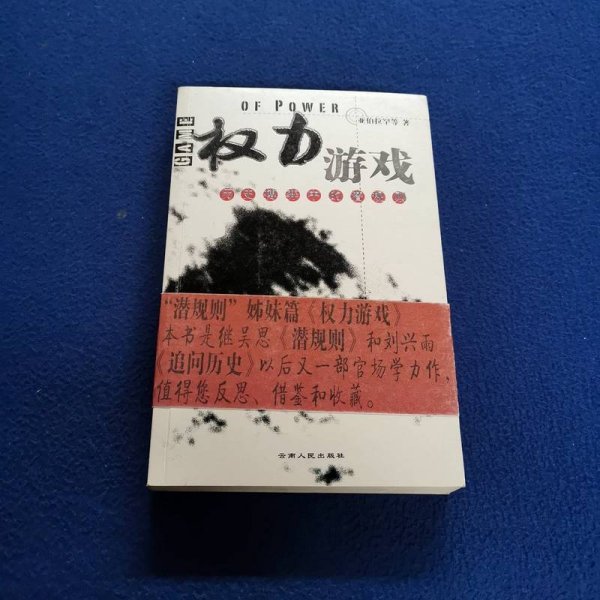 GAME
OF POWER
亚伯拉罕等 著
权力
游戏
“潜规则”姊妹篇《权力游戏》
本书是继吴思《潜规则》和刘兴雨
《追问历史》以后又一部官场学力作，
值得您反思、借鉴和收藏。
云南人民出版社